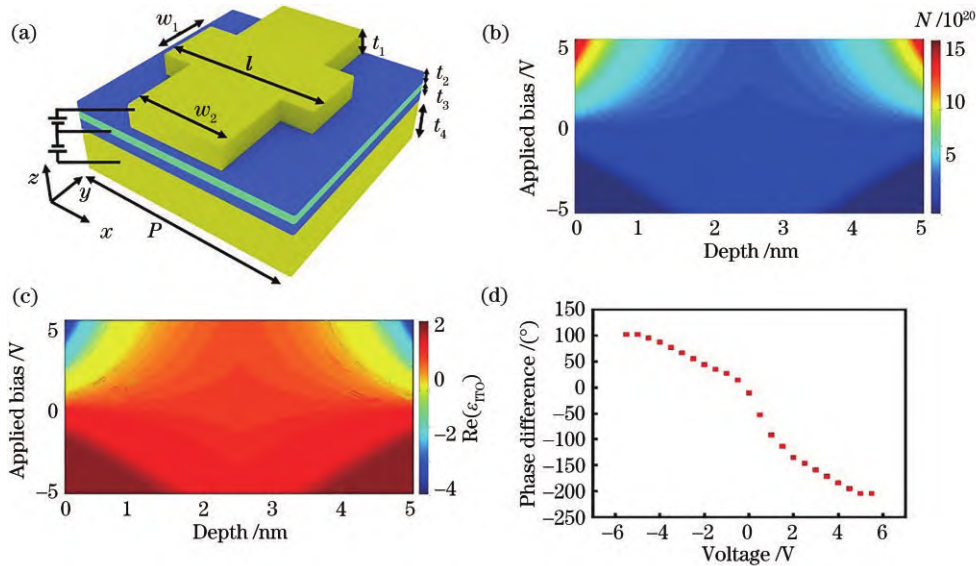 (a)
w₁
l
w₂
t₁
t₂
t₃
t₄
z
y
x
P
(b)
N /10²⁰
Applied bias /V
5
0
−5
0
1
2
3
4
5
Depth /nm
15
10
5
(c)
Applied bias /V
5
0
−5
0
1
2
3
4
5
Depth /nm
2
0
−2
−4
Re(ε_ITO)
(d)
Phase difference /(°)
150
100
50
0
−50
−100
−150
−200
−250
−6
−4
−2
0
2
4
6
Voltage /V